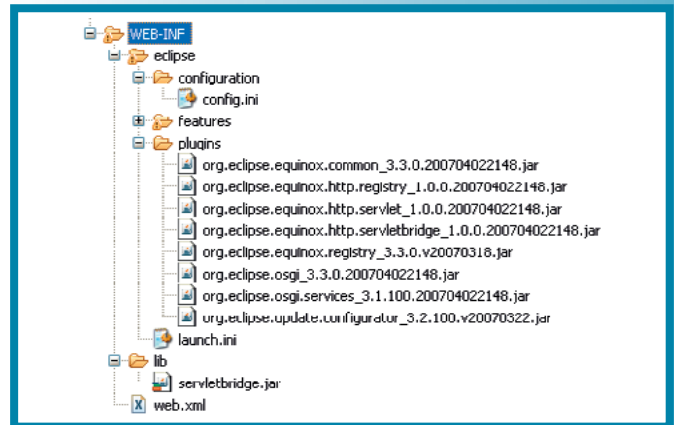 WEB-INF
eclipse
configuration
config.ini
features
plugins
org.eclipse.equinox.common_3.3.0.200704022148.jar
org.eclipse.equinox.http.registry_1.0.0.200704022148.jar
org.eclipse.equinox.http.servlet_1.0.0.200704022148.jar
org.eclipse.equinox.http.servletbridge_1.0.0.200704022148.jar
org.eclipse.equinox.registry_3.3.0.v20070318.jar
org.eclipse.osgi_3.3.0.200704022148.jar
org.eclipse.osgi.services_3.1.100.200704022148.jar
org.eclipse.update.configurator_3.2.100.v20070322.jar
launch.ini
lib
servletbridge.jar
web.xml